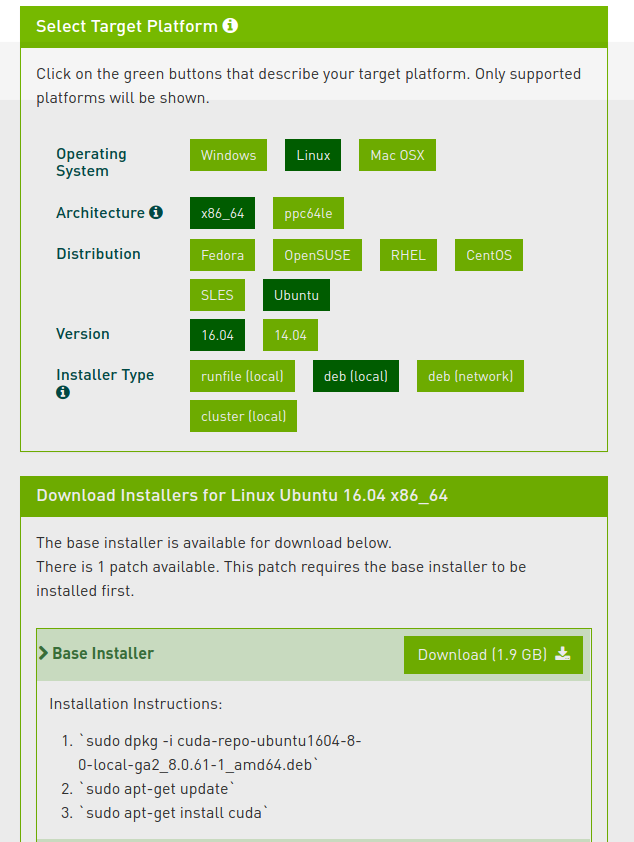 Select Target Platform
Click on the green buttons that describe your target platform. Only supported
platforms will be shown.
Operating
System
Windows Linux Mac OSX
Architecture x86_64 ppc64le
Distribution Fedora OpenSUSE RHEL CentOS
SLES Ubuntu
Version 16.04 14.04
Installer Type runfile (local) deb (local) deb (network)
cluster (local)
Download Installers for Linux Ubuntu 16.04 x86_64
The base installer is available for download below.
There is 1 patch available. This patch requires the base installer to be
installed first.
Base Installer Download (1.9 GB)
Installation Instructions:
1. `sudo dpkg -i cuda-repo-ubuntu1604-8-
0-local-ga2_8.0.61-1_amd64.deb`
2. `sudo apt-get update`
3. `sudo apt-get install cuda`